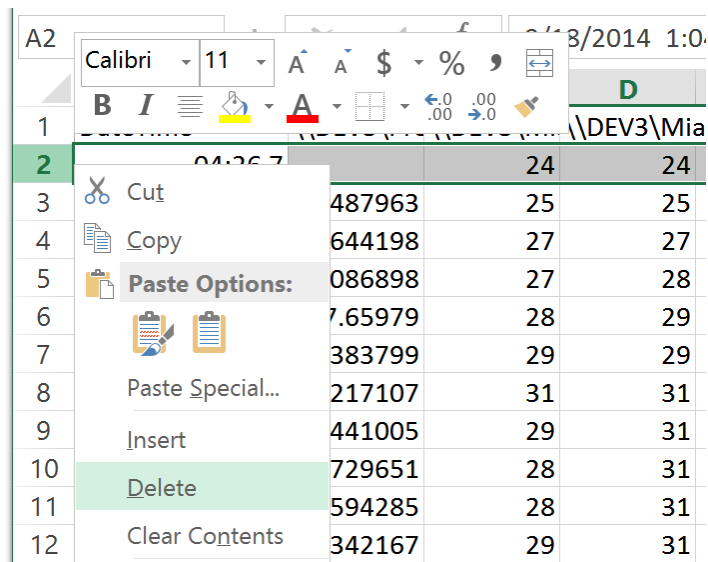 A2
8/18/2014 1:0
Calibri 11 A A $ % ,
B I A .0 .00 .00 .0
D
1 DateTime \\DEV3\Mia
2 04:26.7 24 24
3 487963 25 25
4 644198 27 27
5 086898 27 28
6 7.65979 28 29
7 383799 29 29
8 217107 31 31
9 441005 29 31
10 729651 28 31
11 594285 28 31
12 342167 29 31
Cut
Copy
Paste Options:
Paste Special...
Insert
Delete
Clear Contents